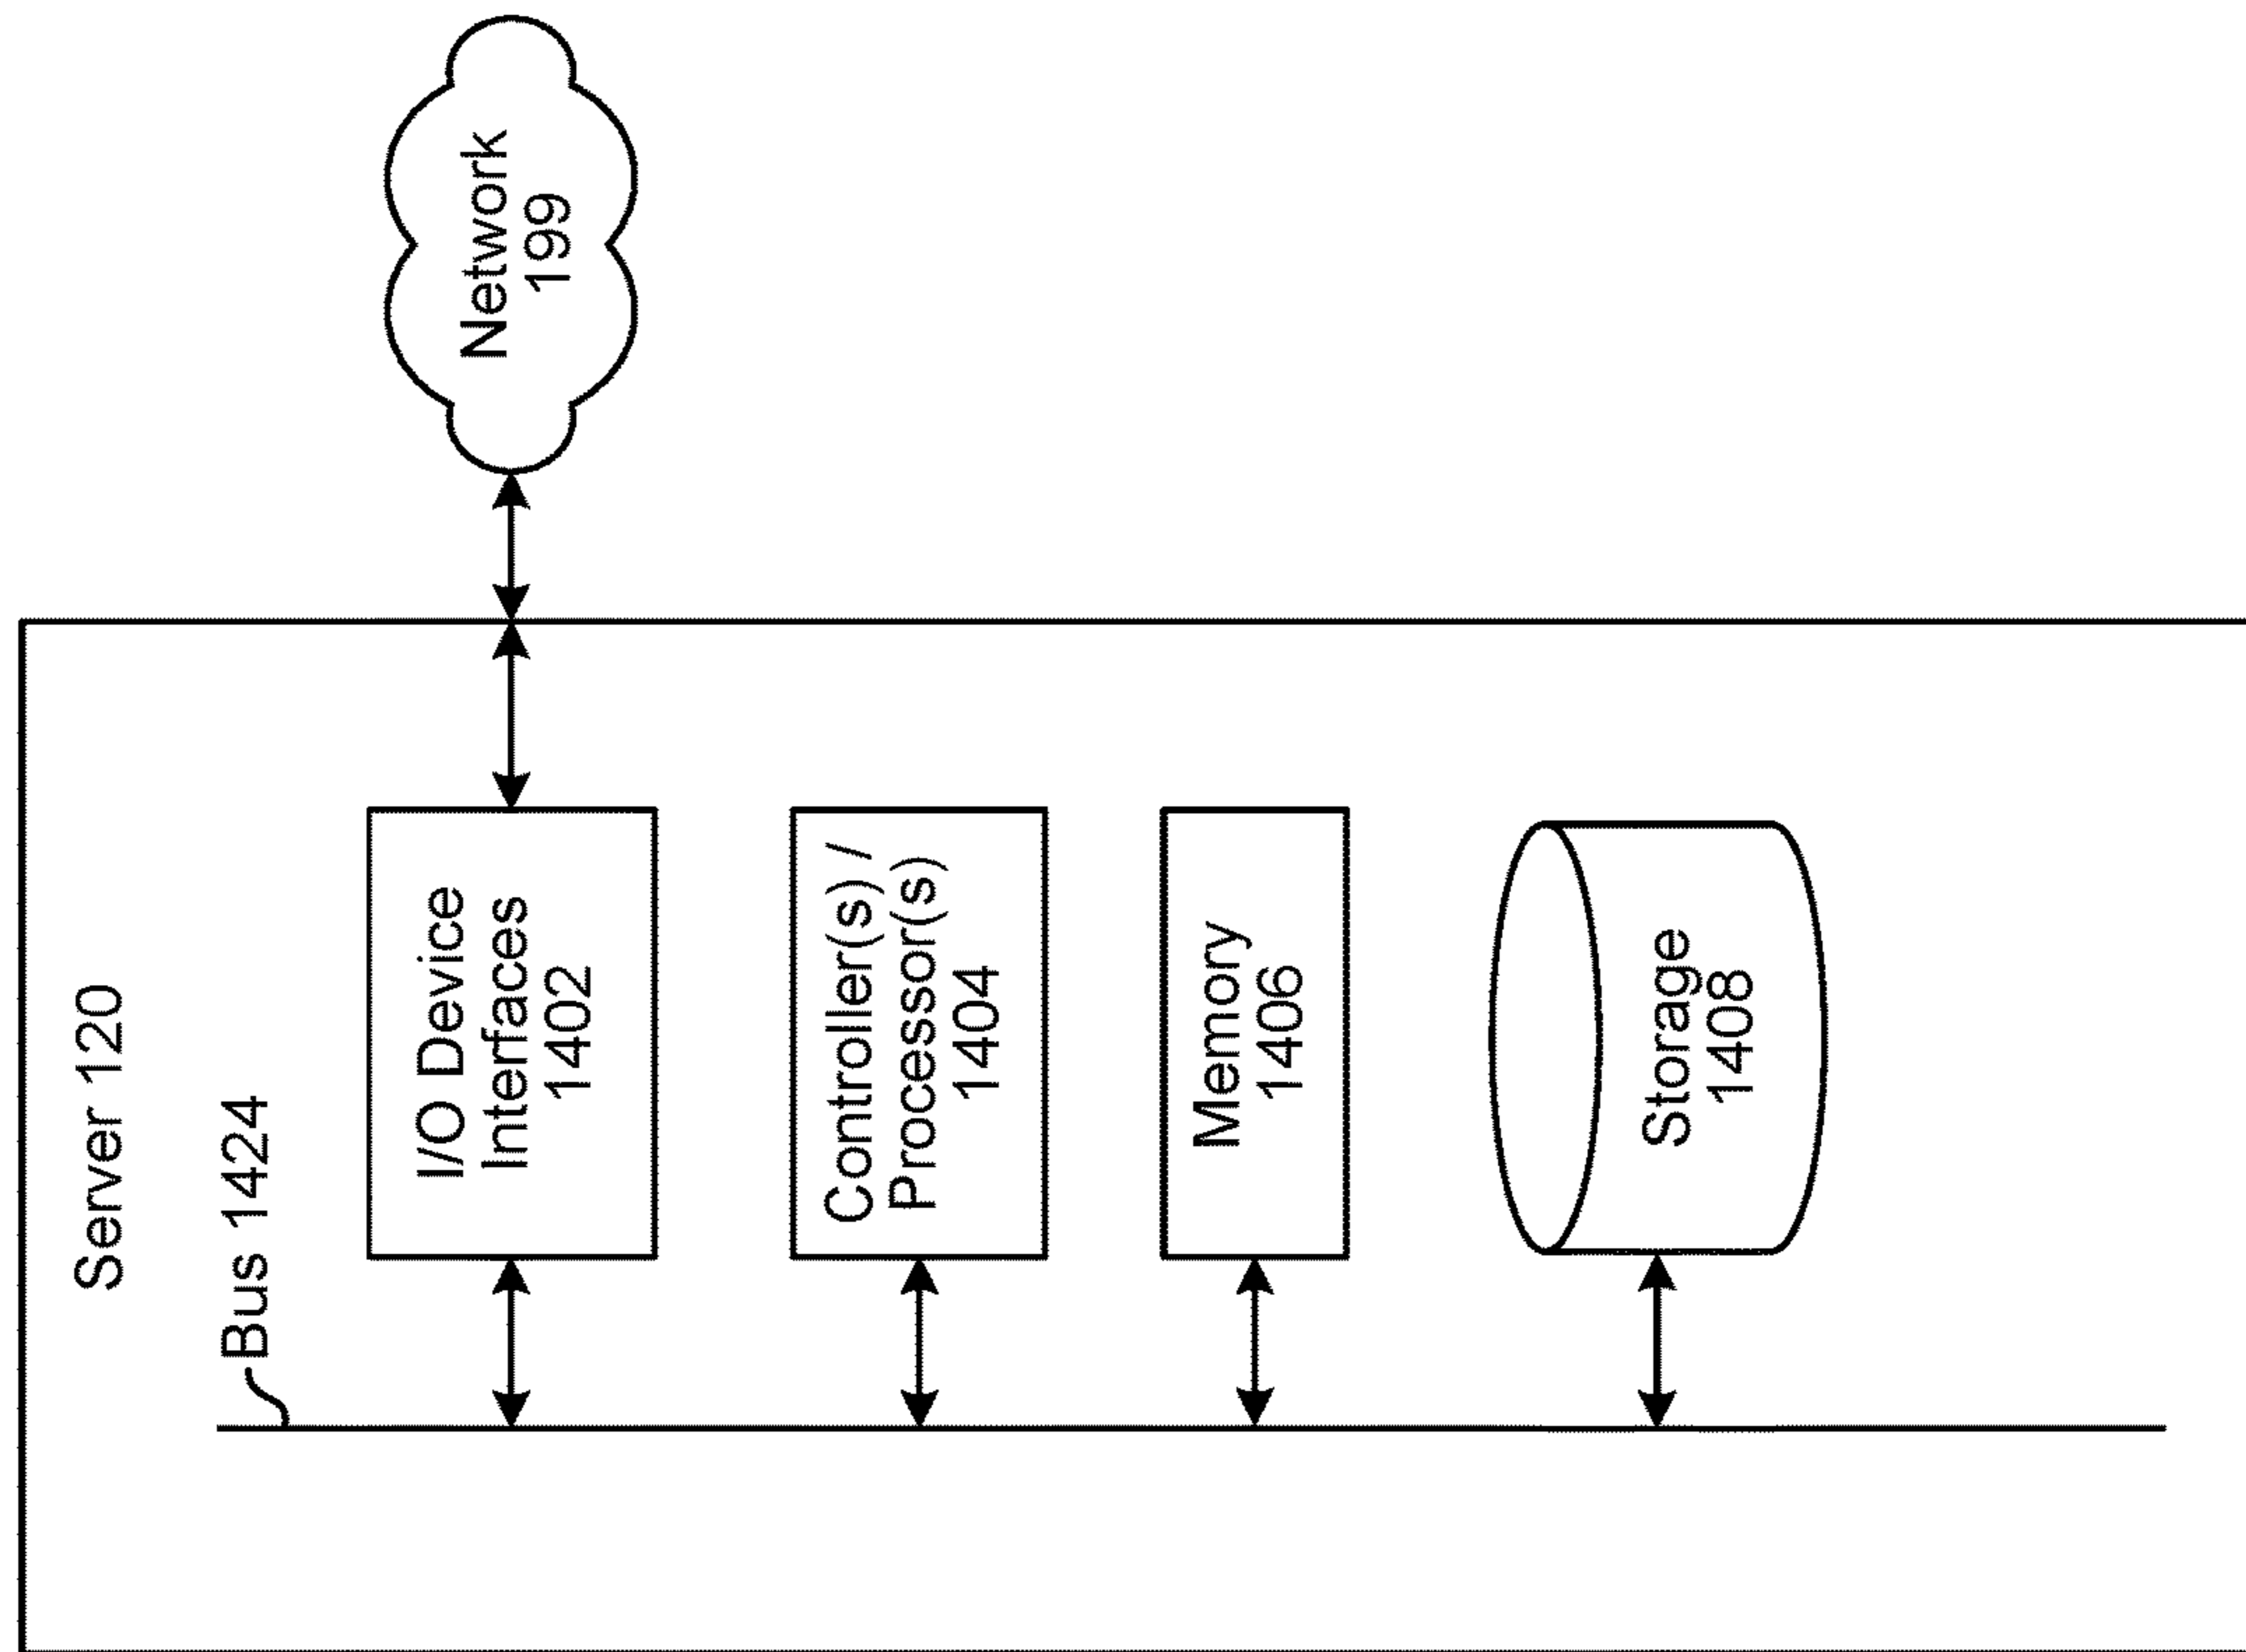 Server 120
Bus 1424
I/O Device
Interfaces
1402
Controller(s) /
Processor(s)
1404
Memory
1406
Storage
1408
Network
199